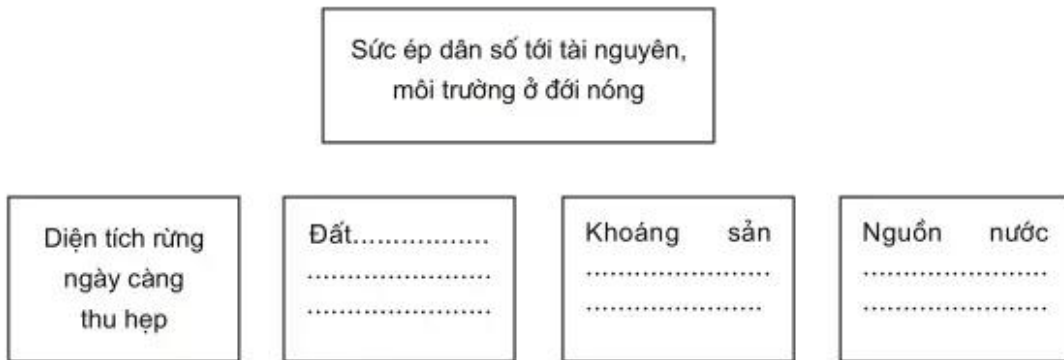 Sức ép dân số tới tài nguyên,
môi trường ở đới nóng
Diện tích rừng
ngày càng
thu hẹp
Đất.................
.......................
.......................
Khoáng sản
.......................
......................
Nguồn nước
.......................
.......................